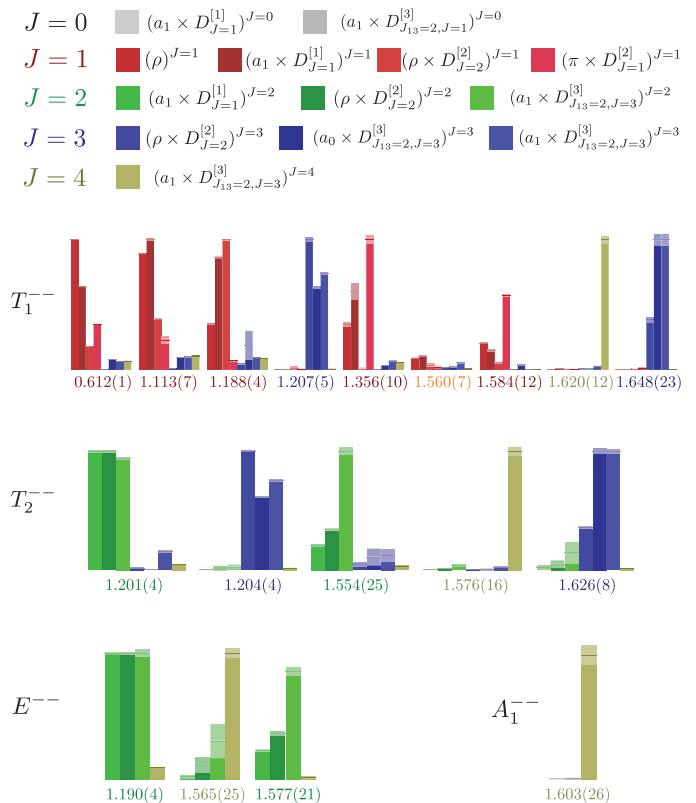 J = 0 (a₁ × D^{[1]}_{J=1})^{J=0} (a₁ × D^{[3]}_{J₁₃=2,J=1})^{J=0}
J = 1 (ρ)^{J=1} (a₁ × D^{[1]}_{J=1})^{J=1} (ρ × D^{[2]}_{J=2})^{J=1} (π × D^{[2]}_{J=1})^{J=1}
J = 2 (a₁ × D^{[1]}_{J=1})^{J=2} (ρ × D^{[2]}_{J=2})^{J=2} (a₁ × D^{[3]}_{J₁₃=2,J=3})^{J=2}
J = 3 (ρ × D^{[2]}_{J=2})^{J=3} (a₀ × D^{[3]}_{J₁₃=2,J=3})^{J=3} (a₁ × D^{[3]}_{J₁₃=2,J=3})^{J=3}
J = 4 (a₁ × D^{[3]}_{J₁₃=2,J=3})^{J=4}
T₁⁻⁻
0.612(1) 1.113(7) 1.188(4) 1.207(5) 1.356(10) 1.560(7) 1.584(12) 1.620(12) 1.648(23)
T₂⁻⁻
1.201(4) 1.204(4) 1.554(25) 1.576(16) 1.626(8)
E⁻⁻ A₁⁻⁻
1.190(4) 1.565(25) 1.577(21) 1.603(26)